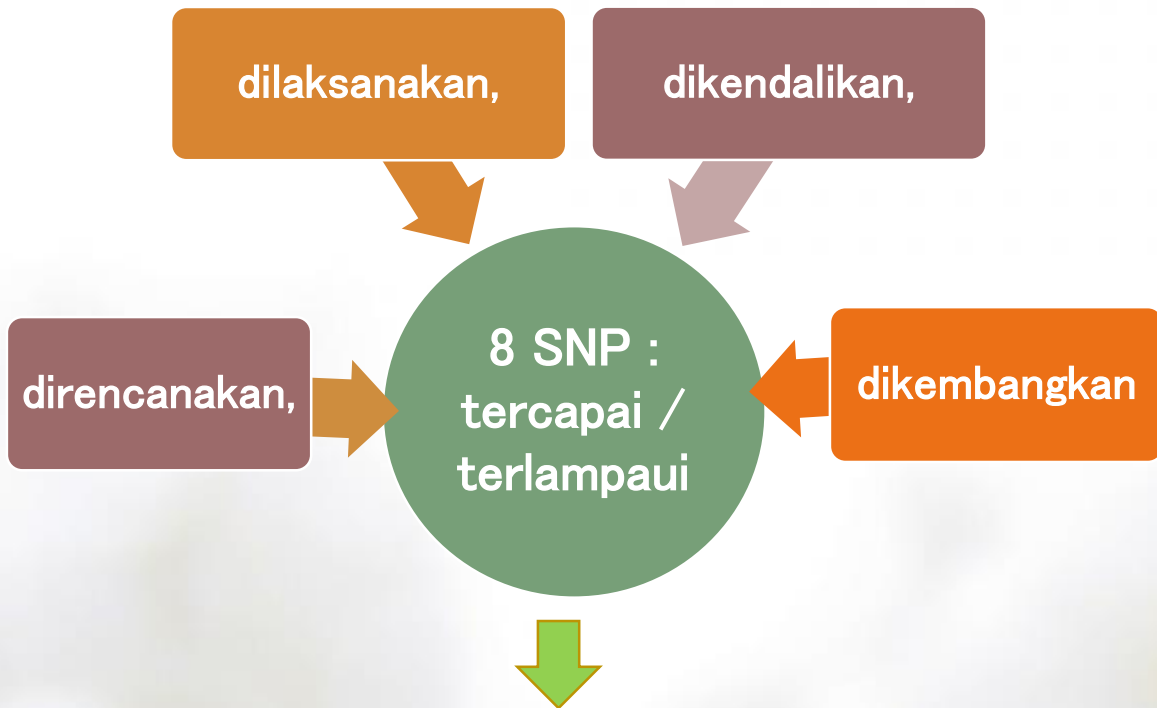 dilaksanakan,
dikendalikan,
direncanakan,
8 SNP :
tercapai /
terlampaui
dikembangkan